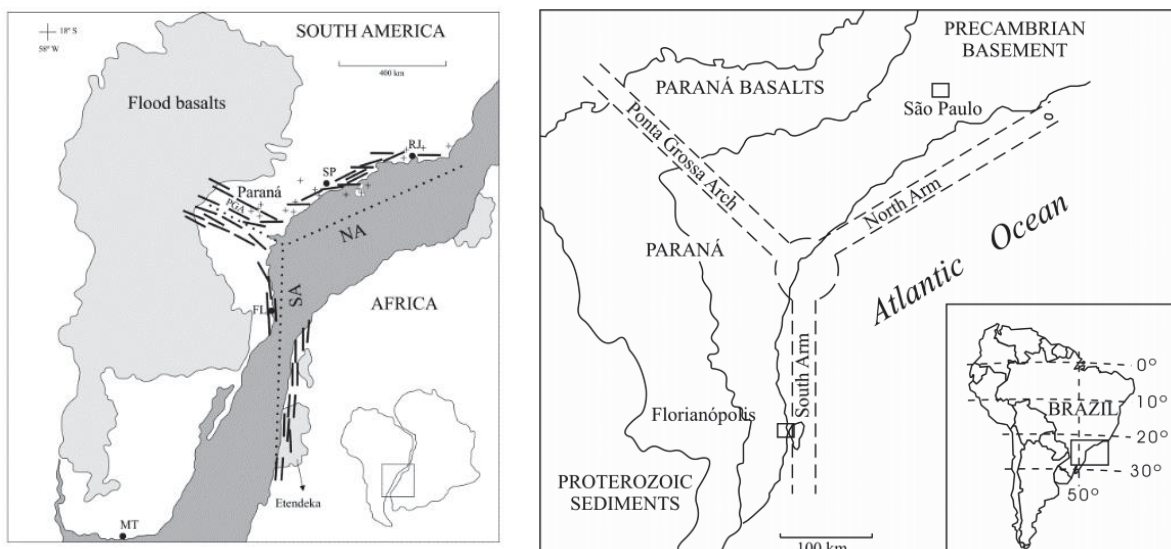 18° S
58° W
SOUTH AMERICA
400 km
Flood basalts
RJ
SP
Paraná
PGA
NA
SA
FL
AFRICA
Etendeka
MT
PRECAMBRIAN
BASEMENT
PARANÁ BASALTS
São Paulo
Ponta Grossa Arch
North Arm
PARANÁ
Atlantic Ocean
South Arm
Florianópolis
PROTEROZOIC
SEDIMENTS
100 km
BRAZIL
0°
10°
20°
30°
50°